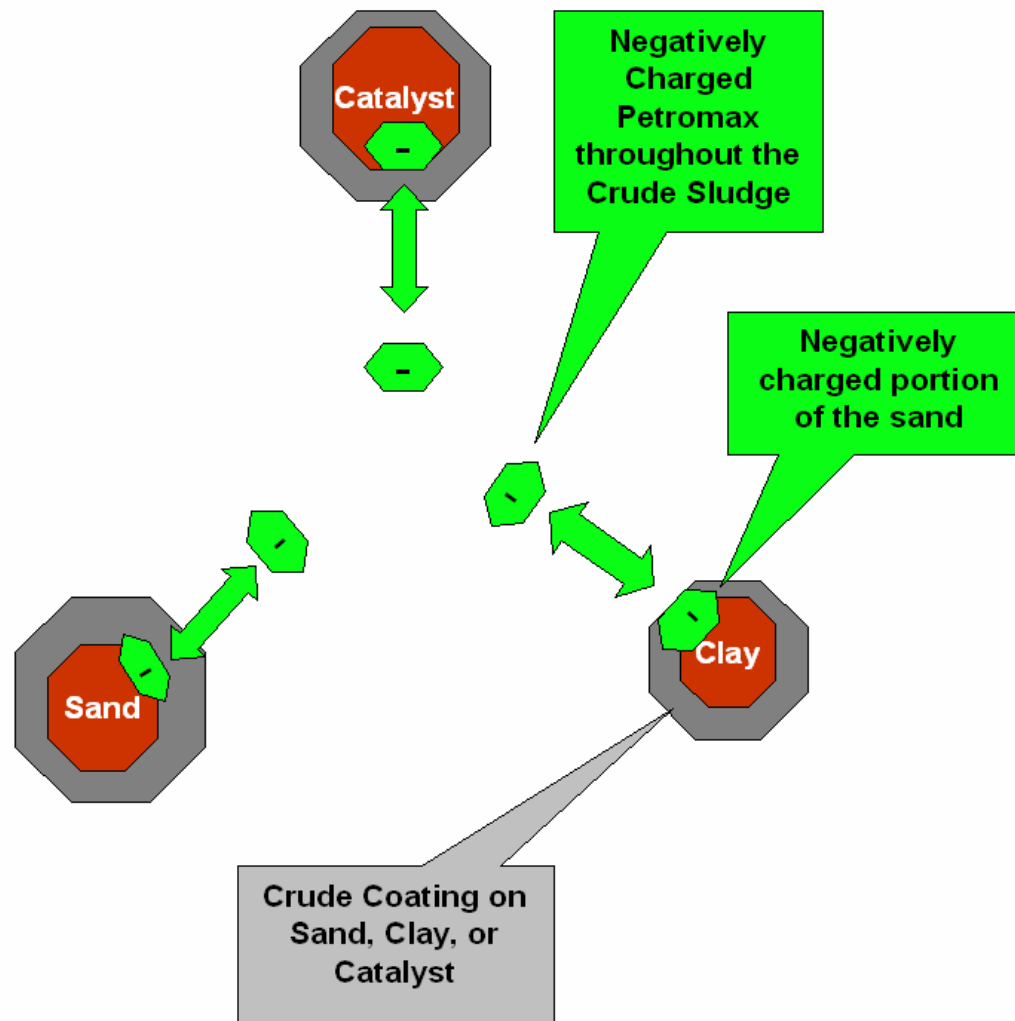 Catalyst
-
Negatively
Charged
Petromax
throughout the
Crude Sludge
-
Negatively
charged portion
of the sand
-
-
-
Sand
-
Clay
Crude Coating on
Sand, Clay, or
Catalyst